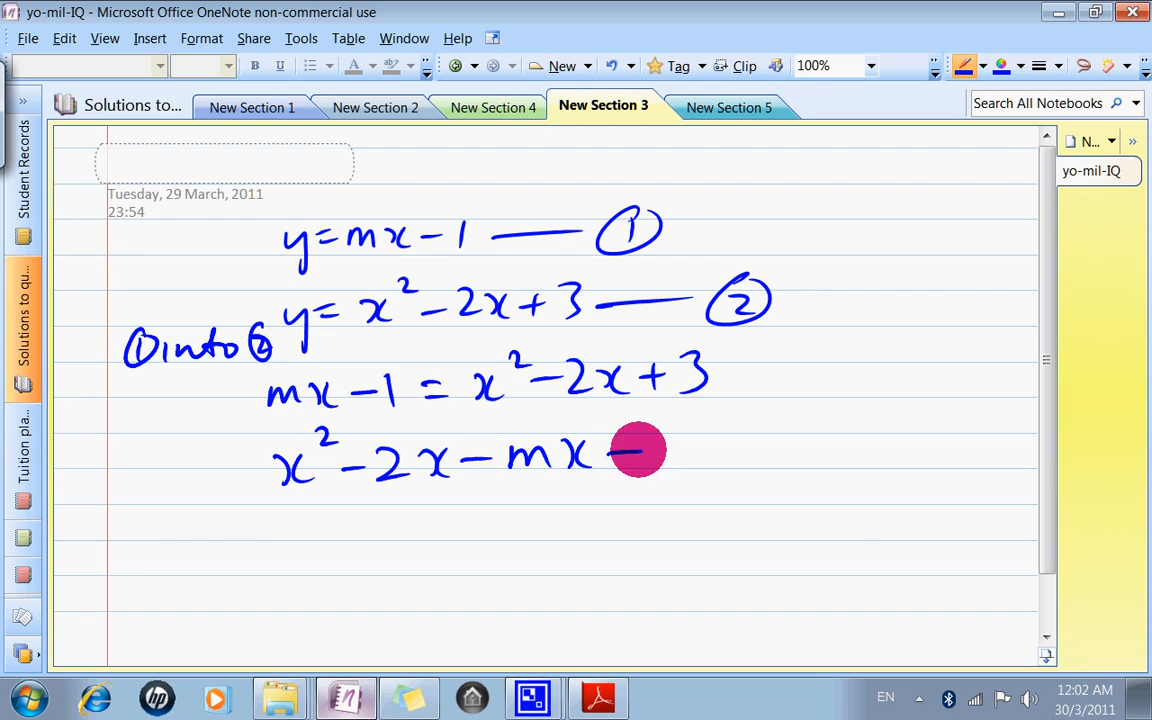 yo-mil-IQ - Microsoft Office OneNote non-commercial use
File Edit View Insert Format Share Tools Table Window Help
B U A ab New Tag Clip 100%
Solutions to... New Section 1 New Section 2 New Section 4 New Section 3 New Section 5 Search All Notebooks
N...
yo-mil-IQ
Student Records
Solutions to qu...
Tuition pla...
Tuesday, 29 March, 2011
23:54
y=mx-1 — ①
y=x²-2x+3 — ②
① into ②
mx-1=x²-2x+3
x²-2x-mx-
EN 12:02 AM
30/3/2011
hp